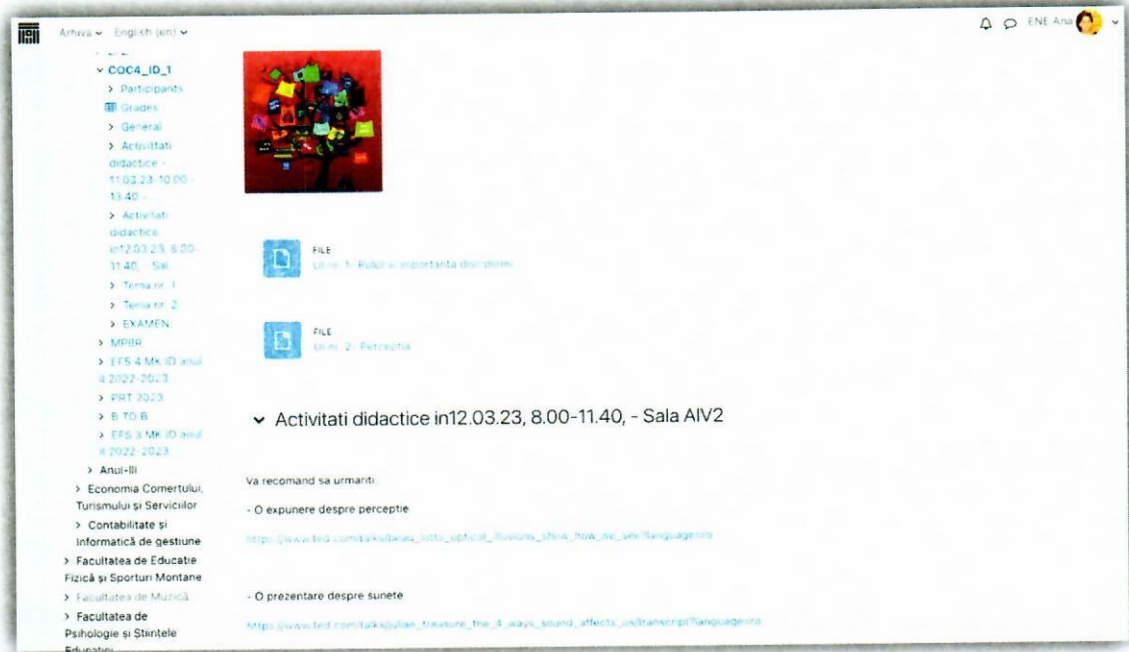 Arhiva
English (en)
ENE Ana
COC4_ID_1
Participants
Grades
General
Activitati
didactice -
11.03.23-10.00 -
13.40 -
Activitati
didactice
in12.03.23, 8.00-
11.40, - Sal
Tema nr. 1
Tema nr. 2
EXAMEN
MPBR
EFS 4 MK ID anul
II 2022-2023
PRT 2023
B TO B
EFS 3 MK ID anul
II 2022-2023
Anul-III
Economia Comertului,
Turismului și Serviciilor
Contabilitate și
Informatică de gestiune
Facultatea de Educatie
Fizică și Sporturi Montane
Facultatea de Muzică
Facultatea de
Psihologie și Științele
Educației
FILE
nr. 1- Rolul si importanta disciplinei
FILE
nr. 2- Perceptia
Activitati didactice in12.03.23, 8.00-11.40, - Sala AIV2
Va recomand sa urmariti
- O expunere despre perceptie
https://www.ted.com/talks/beau_lotto_optical_illusions_show_how_we_see?language=ro
- O prezentare despre sunete
https://www.ted.com/talks/julian_treasure_the_4_ways_sound_affects_us/transcript?language=ro